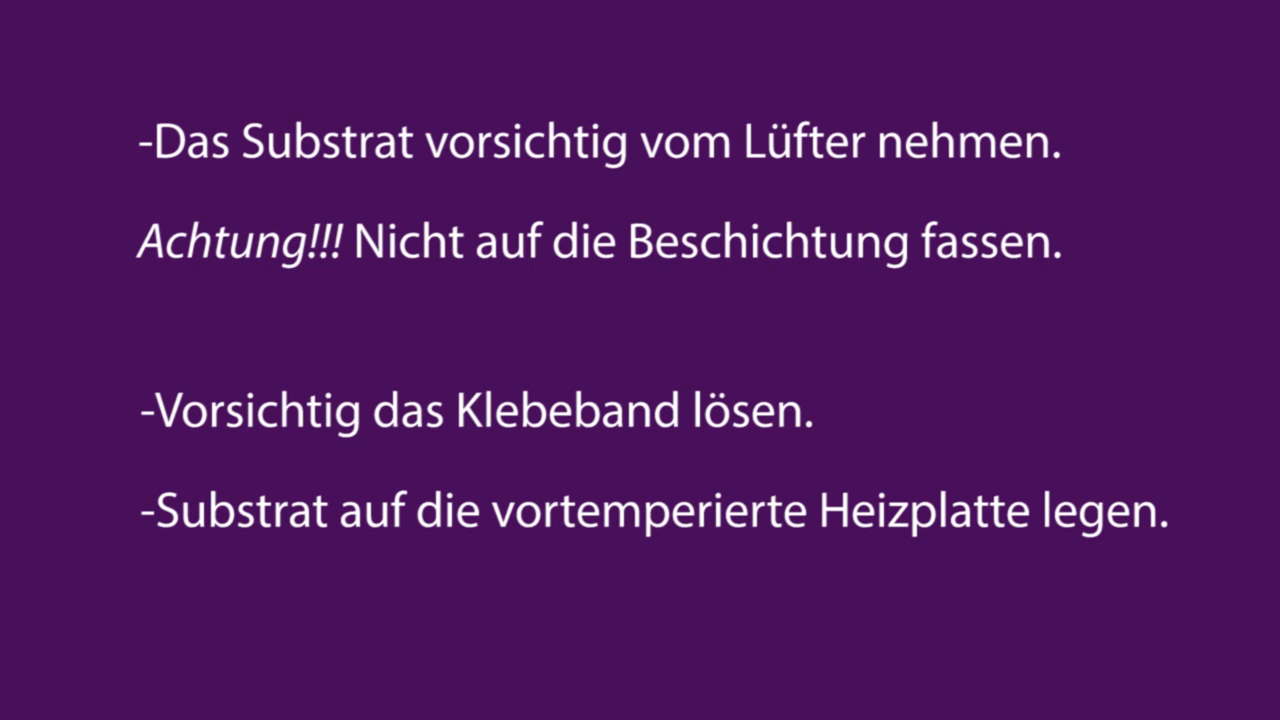 -Das Substrat vorsichtig vom Lüfter nehmen.
Achtung!!! Nicht auf die Beschichtung fassen.
-Vorsichtig das Klebeband lösen.
-Substrat auf die vortemperierte Heizplatte legen.